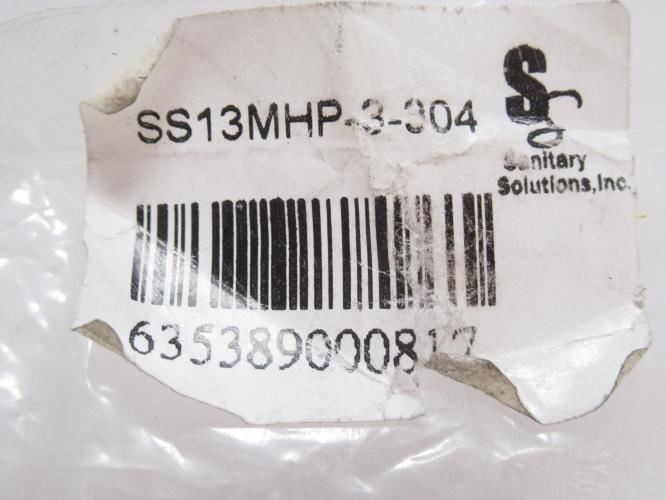 SS13MHP-3-304
S
Sanitary
Solutions,Inc.
635389000817